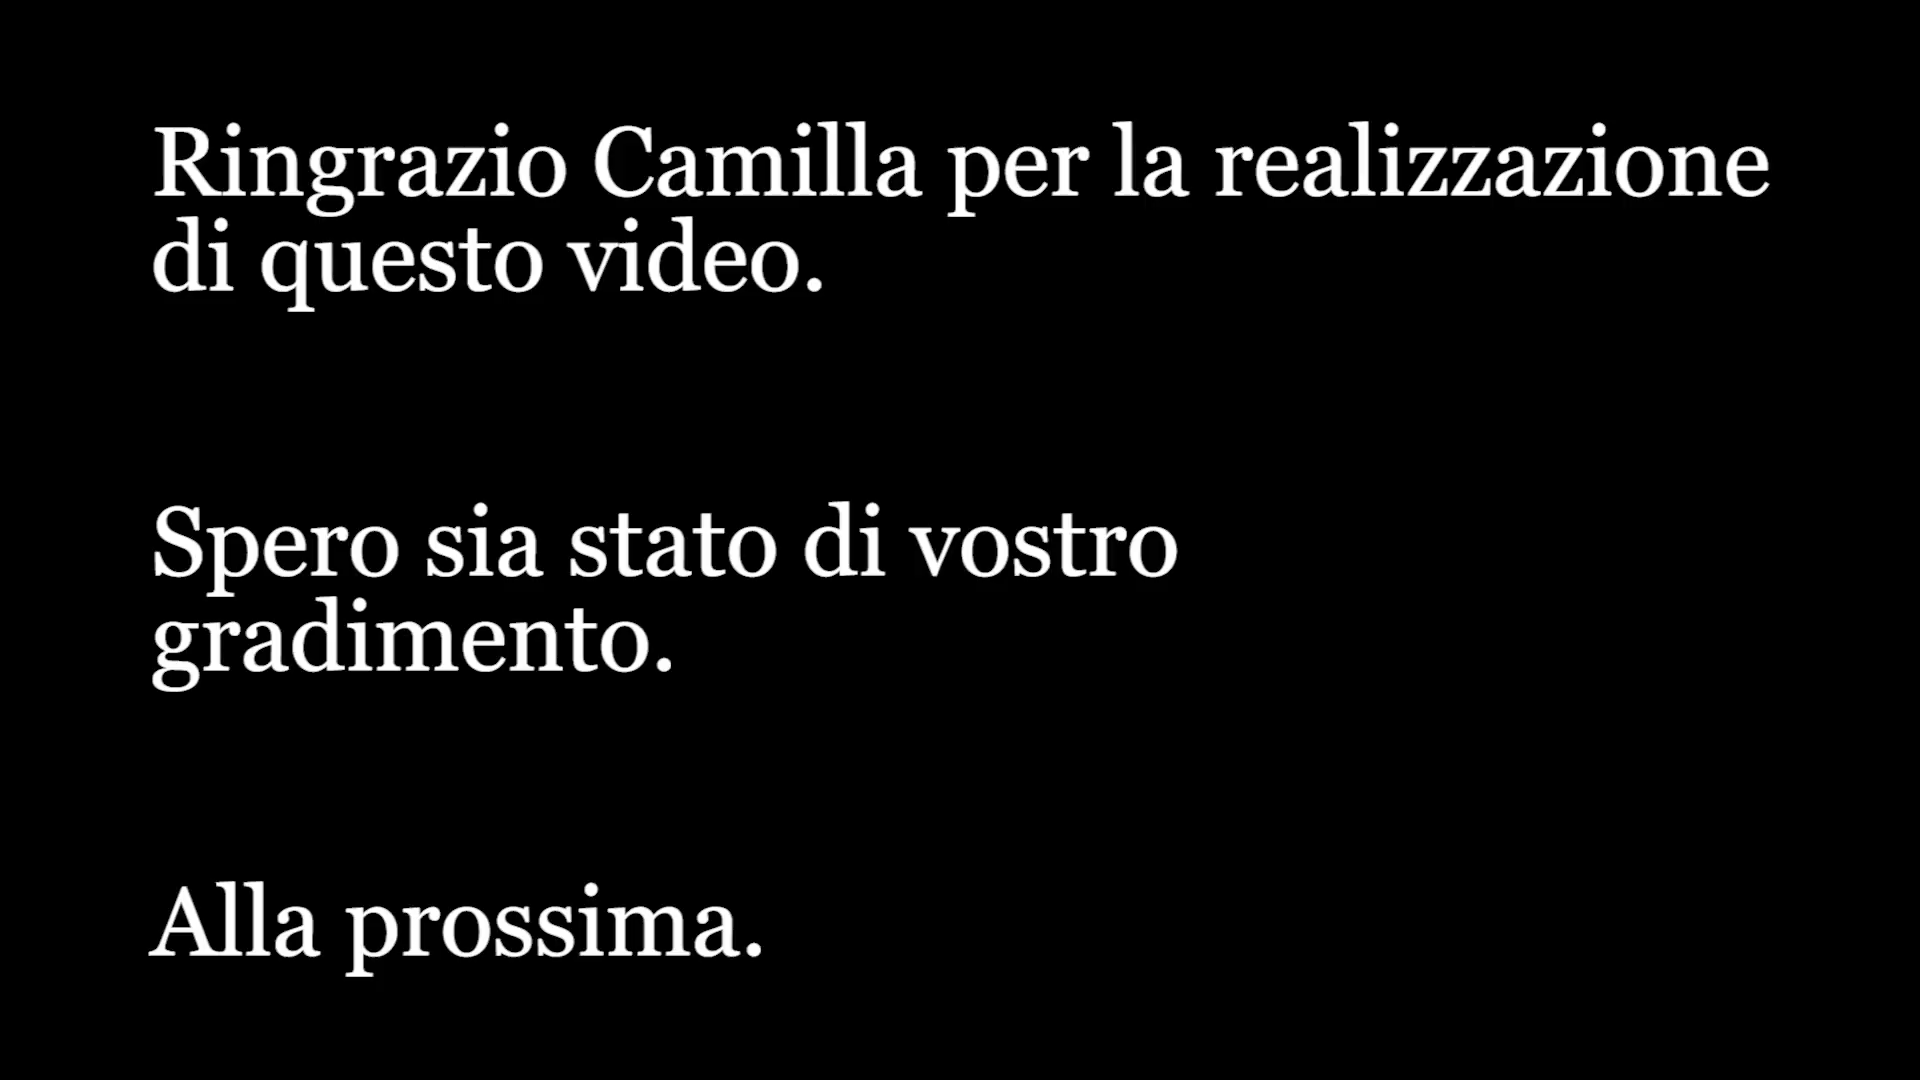 Ringrazio Camilla per la realizzazione
di questo video.
Spero sia stato di vostro
gradimento.
Alla prossima.